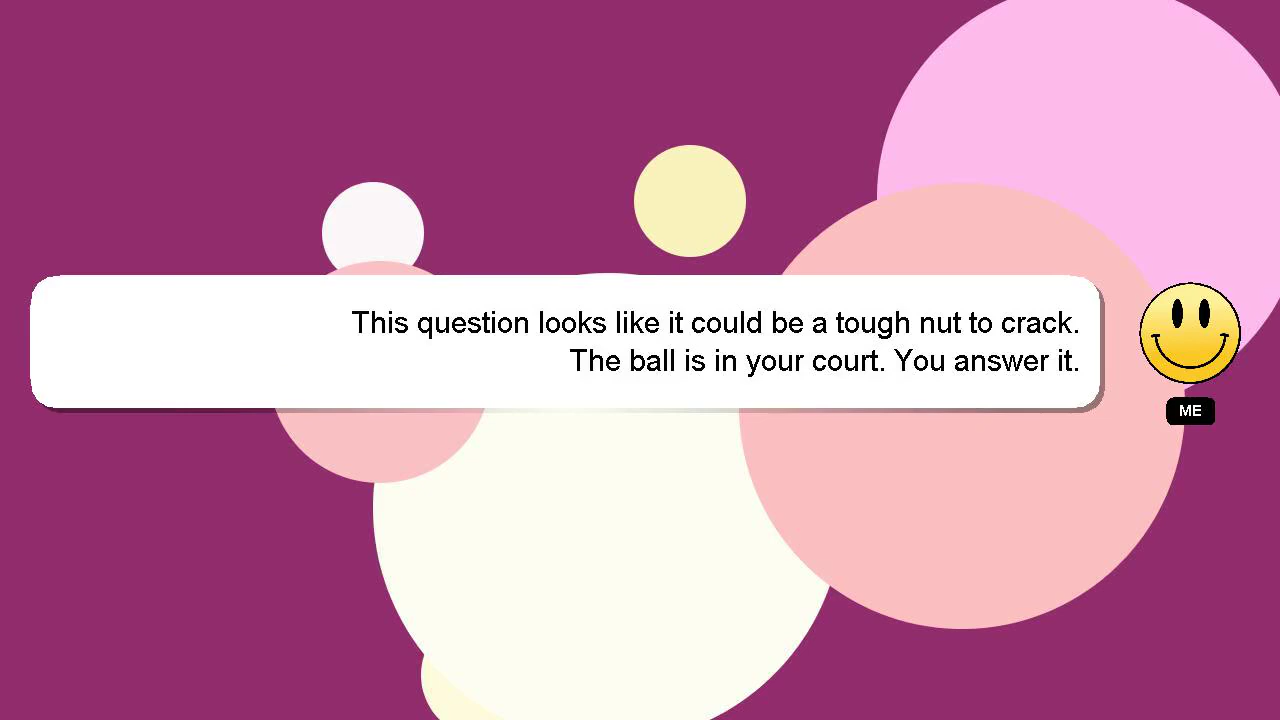 This question looks like it could be a tough nut to crack.
The ball is in your court. You answer it.
ME